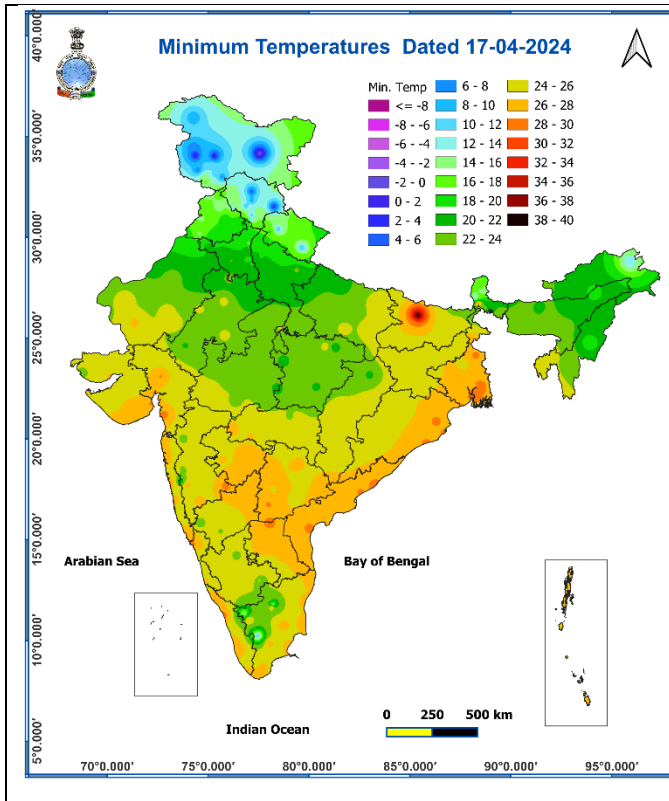 Minimum Temperatures Dated 17-04-2024
Min. Temp
<= -8
-8 - -6
-6 - -4
-4 - -2
-2 - 0
0 - 2
2 - 4
4 - 6
6 - 8
8 - 10
10 - 12
12 - 14
14 - 16
16 - 18
18 - 20
20 - 22
22 - 24
24 - 26
26 - 28
28 - 30
30 - 32
32 - 34
34 - 36
36 - 38
38 - 40
40°0.000'
35°0.000'
30°0.000'
25°0.000'
20°0.000'
15°0.000'
10°0.000'
5°0.000'
Arabian Sea
Bay of Bengal
Indian Ocean
0 250 500 km
70°0.000' 75°0.000' 80°0.000' 85°0.000' 90°0.000' 95°0.000'